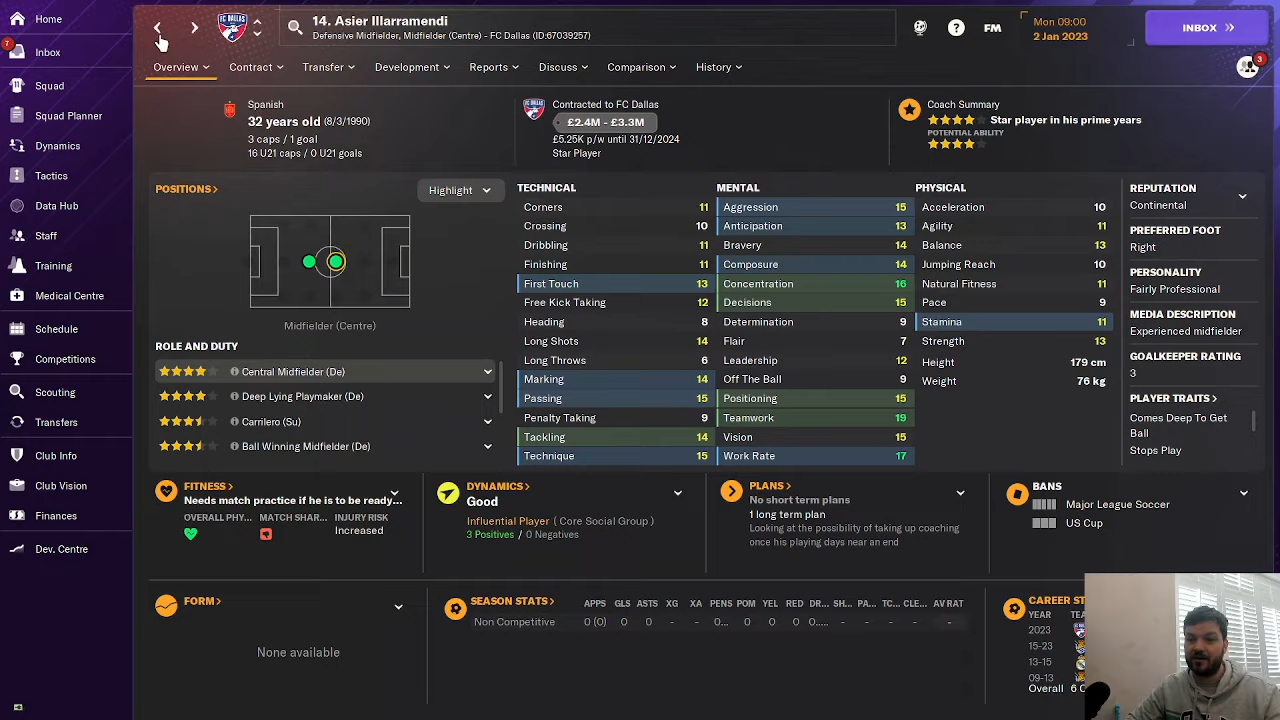 Home
7
Inbox
Squad
Squad Planner
Dynamics
Tactics
Data Hub
Staff
Training
Medical Centre
Schedule
Competitions
Scouting
Transfers
Club Info
Club Vision
Finances
Dev. Centre
FC DALLAS
14. Asier Illarramendi
Defensive Midfielder, Midfielder (Centre) - FC Dallas (ID:67039257)
?
FM
Mon 09:00
2 Jan 2023
INBOX
Overview
Contract
Transfer
Development
Reports
Discuss
Comparison
History
3
Spanish
32 years old (8/3/1990)
3 caps / 1 goal
16 U21 caps / 0 U21 goals
Contracted to FC Dallas
£2.4M - £3.3M
£5.25K p/w until 31/12/2024
Star Player
Coach Summary
Star player in his prime years
POTENTIAL ABILITY
POSITIONS
Highlight
Midfielder (Centre)
ROLE AND DUTY
Central Midfielder (De)
Deep Lying Playmaker (De)
Carrilero (Su)
Ball Winning Midfielder (De)
TECHNICAL
Corners 11
Crossing 10
Dribbling 11
Finishing 11
First Touch 13
Free Kick Taking 12
Heading 8
Long Shots 14
Long Throws 6
Marking 14
Passing 15
Penalty Taking 9
Tackling 14
Technique 15
MENTAL
Aggression 15
Anticipation 13
Bravery 14
Composure 14
Concentration 16
Decisions 15
Determination 9
Flair 7
Leadership 12
Off The Ball 9
Positioning 15
Teamwork 19
Vision 15
Work Rate 17
PHYSICAL
Acceleration 10
Agility 11
Balance 13
Jumping Reach 10
Natural Fitness 11
Pace 9
Stamina 11
Strength 13
Height 179 cm
Weight 76 kg
REPUTATION
Continental
PREFERRED FOOT
Right
PERSONALITY
Fairly Professional
MEDIA DESCRIPTION
Experienced midfielder
GOALKEEPER RATING
3
PLAYER TRAITS
Comes Deep To Get
Ball
Stops Play
FITNESS
Needs match practice if he is to be ready...
OVERALL PHY... MATCH SHAR... INJURY RISK
Increased
DYNAMICS
Good
Influential Player ( Core Social Group )
3 Positives / 0 Negatives
PLANS
No short term plans
1 long term plan
Looking at the possibility of taking up coaching
once his playing days near an end
BANS
Major League Soccer
US Cup
FORM
None available
SEASON STATS APPS GLS ASTS XG XA PENS POM YEL RED DR... SH... PA... TC... CLE... AV RAT
Non Competitive 0 (0) 0 0 - - 0... 0 0 0 0..... - - - - -
CAREER ST
YEAR TEA
2023
15-23
13-15
09-13
Overall 6 C